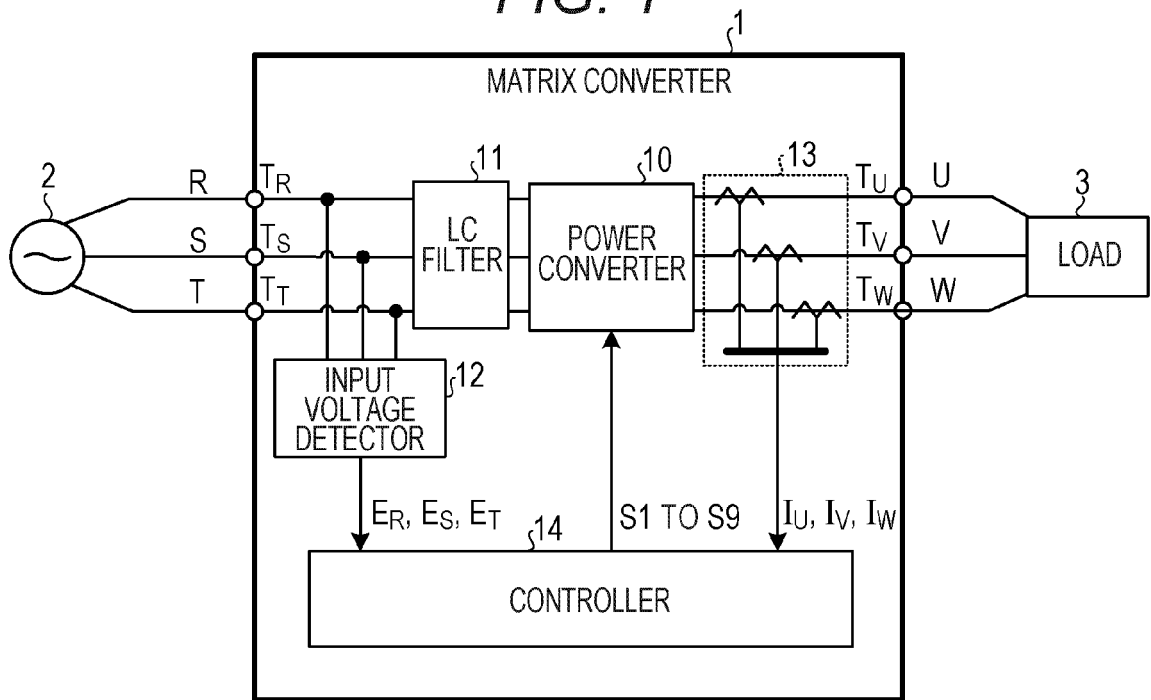 FIG. 1
1
MATRIX CONVERTER
2
R
TR
11
10
13
TU
U
3
S
TS
LC
FILTER
POWER
CONVERTER
TV
V
LOAD
T
TT
TW
W
INPUT
VOLTAGE
DETECTOR
12
ER, ES, ET
14
S1 TO S9
IU, IV, IW
CONTROLLER